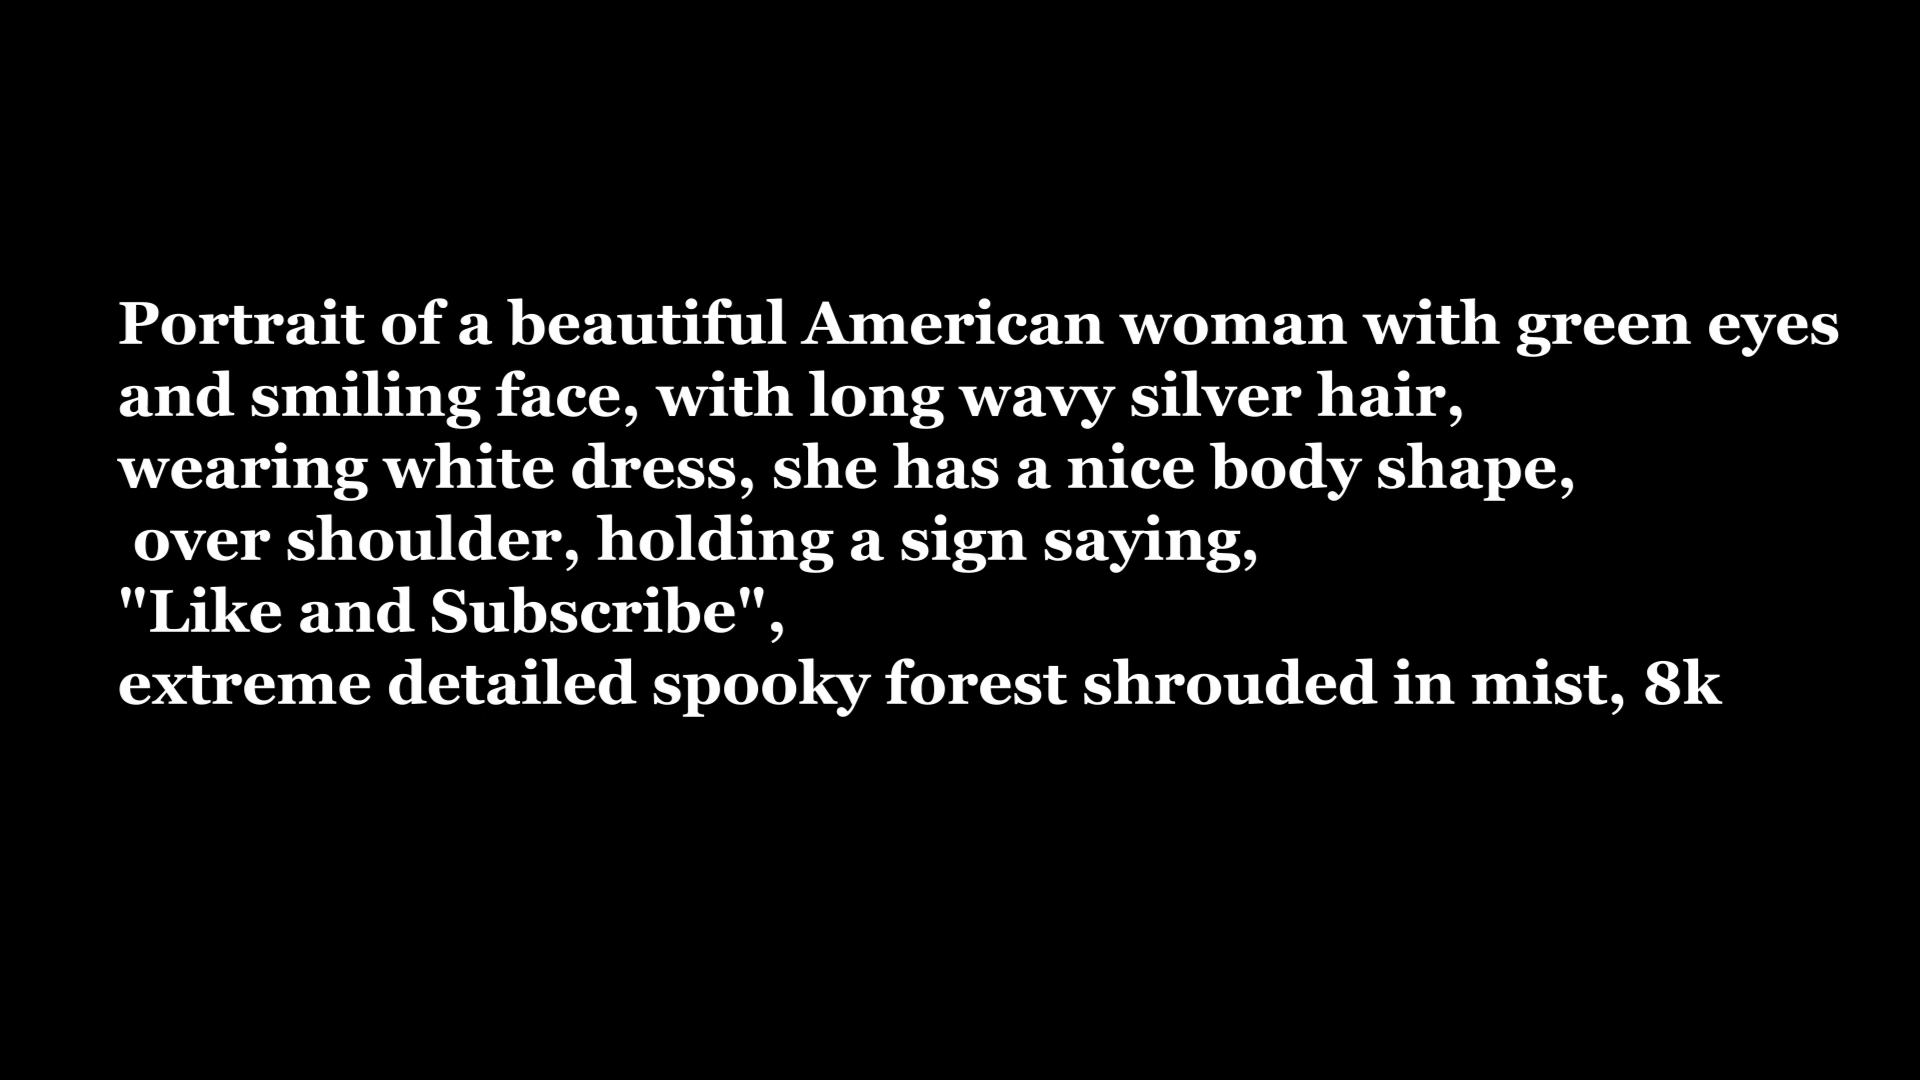 Portrait of a beautiful American woman with green eyes
and smiling face, with long wavy silver hair,
wearing white dress, she has a nice body shape,
over shoulder, holding a sign saying,
"Like and Subscribe",
extreme detailed spooky forest shrouded in mist, 8k